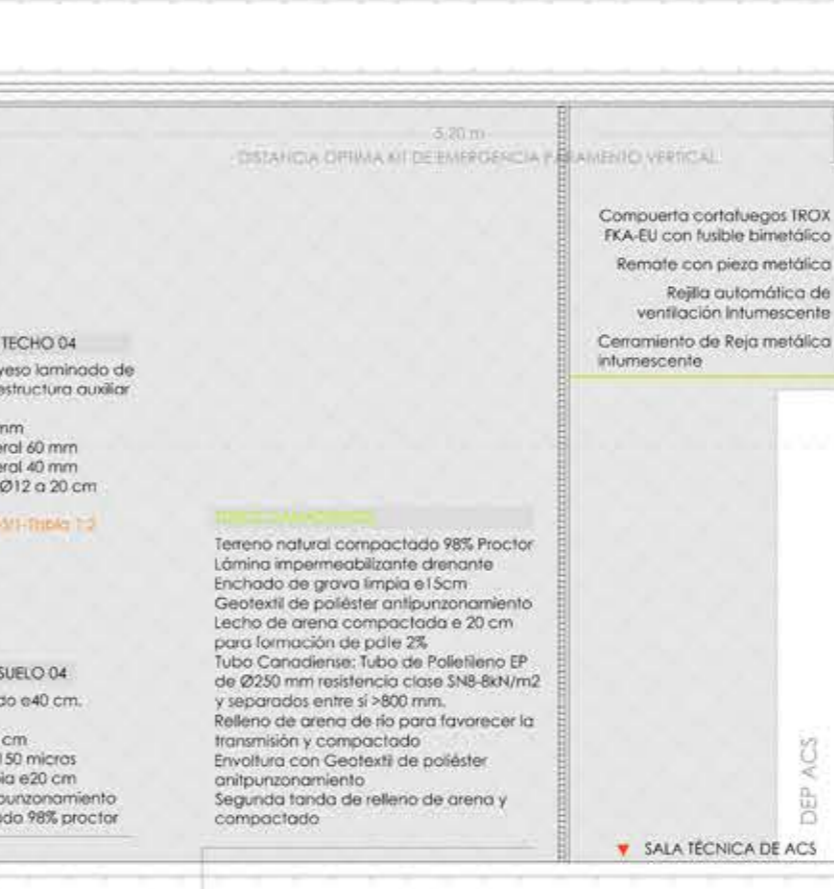 5,20 m
DISTANCIA OPTIMA KIT DE EMERGENCIA PARAMENTO VERTICAL
Compuerta cortafuegos TROX
FKA-EU con fusible bimetálico
Remate con pieza metálica
Rejilla automática de
ventilación Intumescente
Cerramiento de Reja metálica
intumescente
TECHO 04
yeso laminado de
estructura auxiliar
mm
eral 60 mm
eral 40 mm
Ø12 a 20 cm
Tabla 1.2
Terreno natural compactado 98% Proctor
Lámina impermeabilizante drenante
Enchado de grava limpia e15cm
Geotextil de poliéster antipunzonamiento
Lecho de arena compactada e 20 cm
para formación de pdte 2%
Tubo Canadiense: Tubo de Polietileno EP
de Ø250 mm resistencia clase SN8-8kN/m2
y separados entre sí >800 mm.
Relleno de arena de río para favorecer la
transmisión y compactado
Envoltura con Geotextil de poliéster
anitpunzonamiento
Segunda tanda de relleno de arena y
compactado
SUELO 04
do e40 cm.
cm
150 micros
pia e20 cm
punzonamiento
ado 98% proctor
DEP ACS
SALA TÉCNICA DE ACS